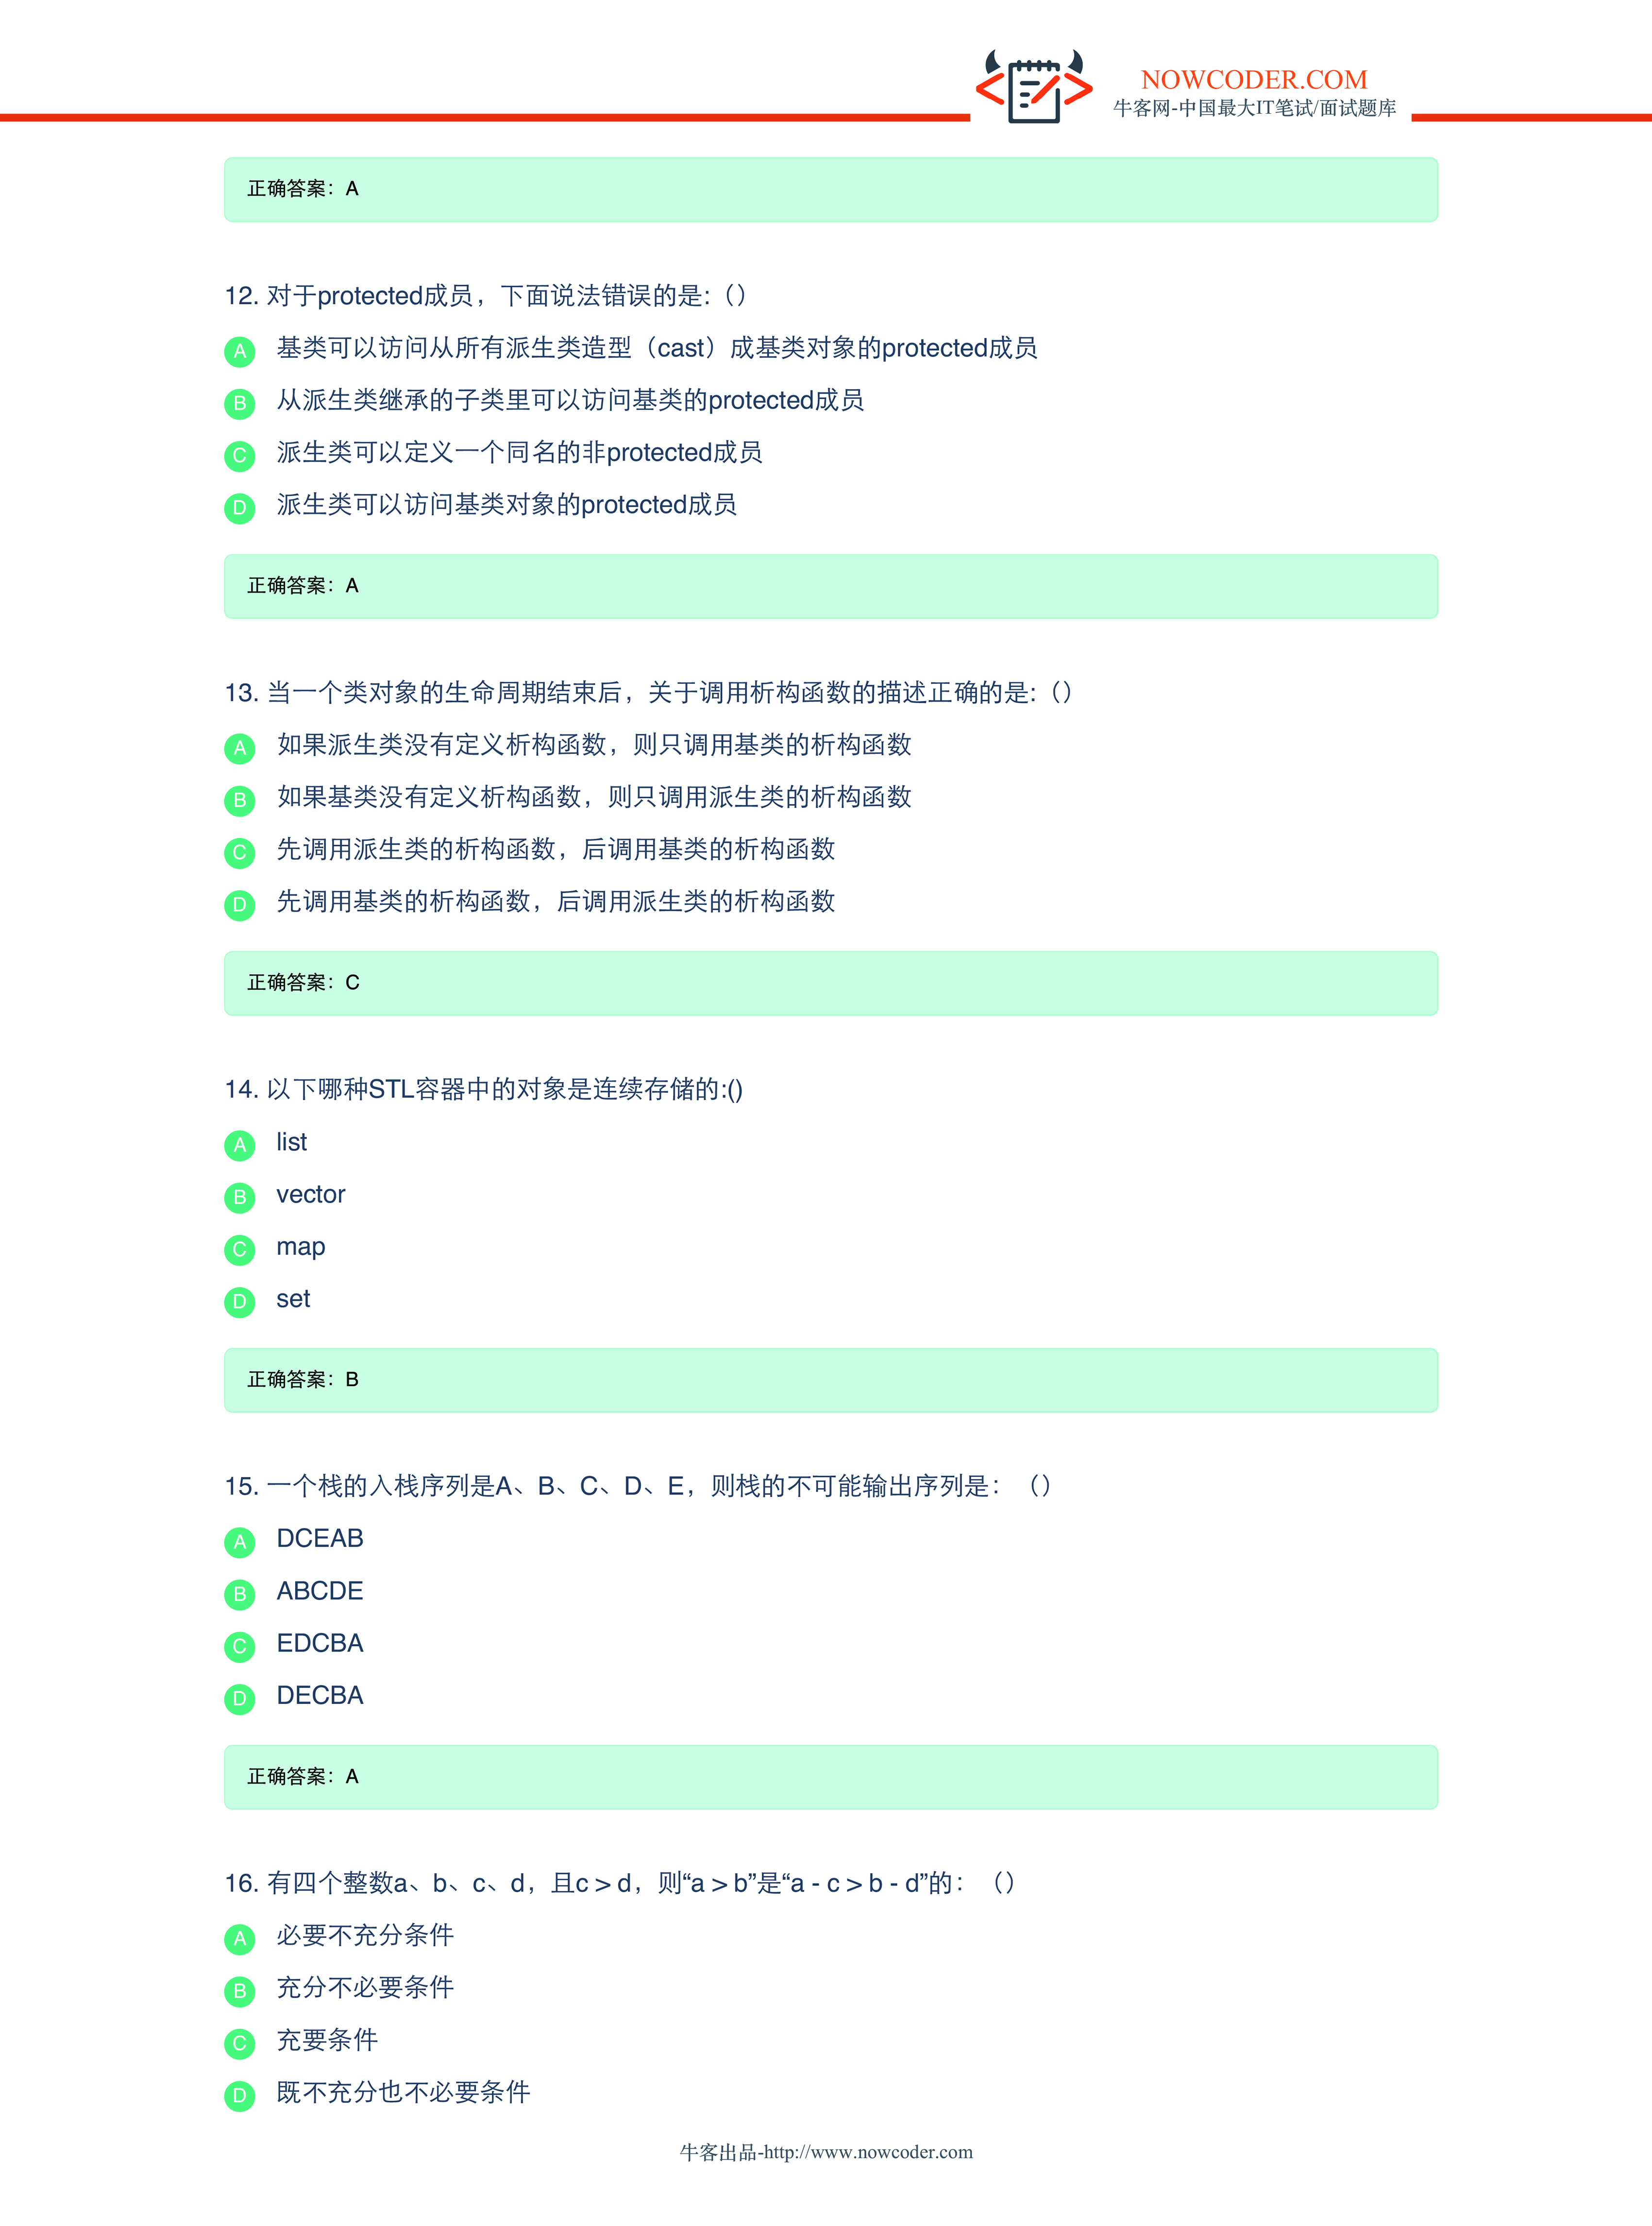 NOWCODER.COM
牛客网-中国最大IT笔试/面试题库
正确答案：A
12. 对于protected成员，下面说法错误的是:（）
A 基类可以访问从所有派生类造型（cast）成基类对象的protected成员
B 从派生类继承的子类里可以访问基类的protected成员
C 派生类可以定义一个同名的非protected成员
D 派生类可以访问基类对象的protected成员
正确答案：A
13. 当一个类对象的生命周期结束后，关于调用析构函数的描述正确的是:（）
A 如果派生类没有定义析构函数，则只调用基类的析构函数
B 如果基类没有定义析构函数，则只调用派生类的析构函数
C 先调用派生类的析构函数，后调用基类的析构函数
D 先调用基类的析构函数，后调用派生类的析构函数
正确答案：C
14. 以下哪种STL容器中的对象是连续存储的:()
A list
B vector
C map
D set
正确答案：B
15. 一个栈的入栈序列是A、B、C、D、E，则栈的不可能输出序列是：（）
A DCEAB
B ABCDE
C EDCBA
D DECBA
正确答案：A
16. 有四个整数a、b、c、d，且c > d，则“a > b”是“a - c > b - d”的：（）
A 必要不充分条件
B 充分不必要条件
C 充要条件
D 既不充分也不必要条件
牛客出品-http://www.nowcoder.com